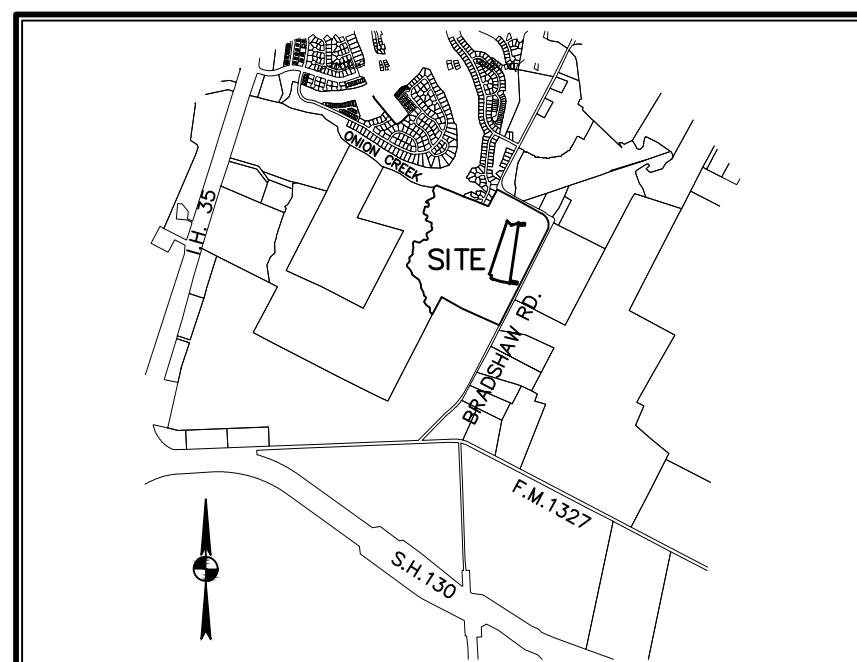 ONION CREEK
I.H. 35
SITE
BRADSHAW RD.
F.M.1327
S.H.130